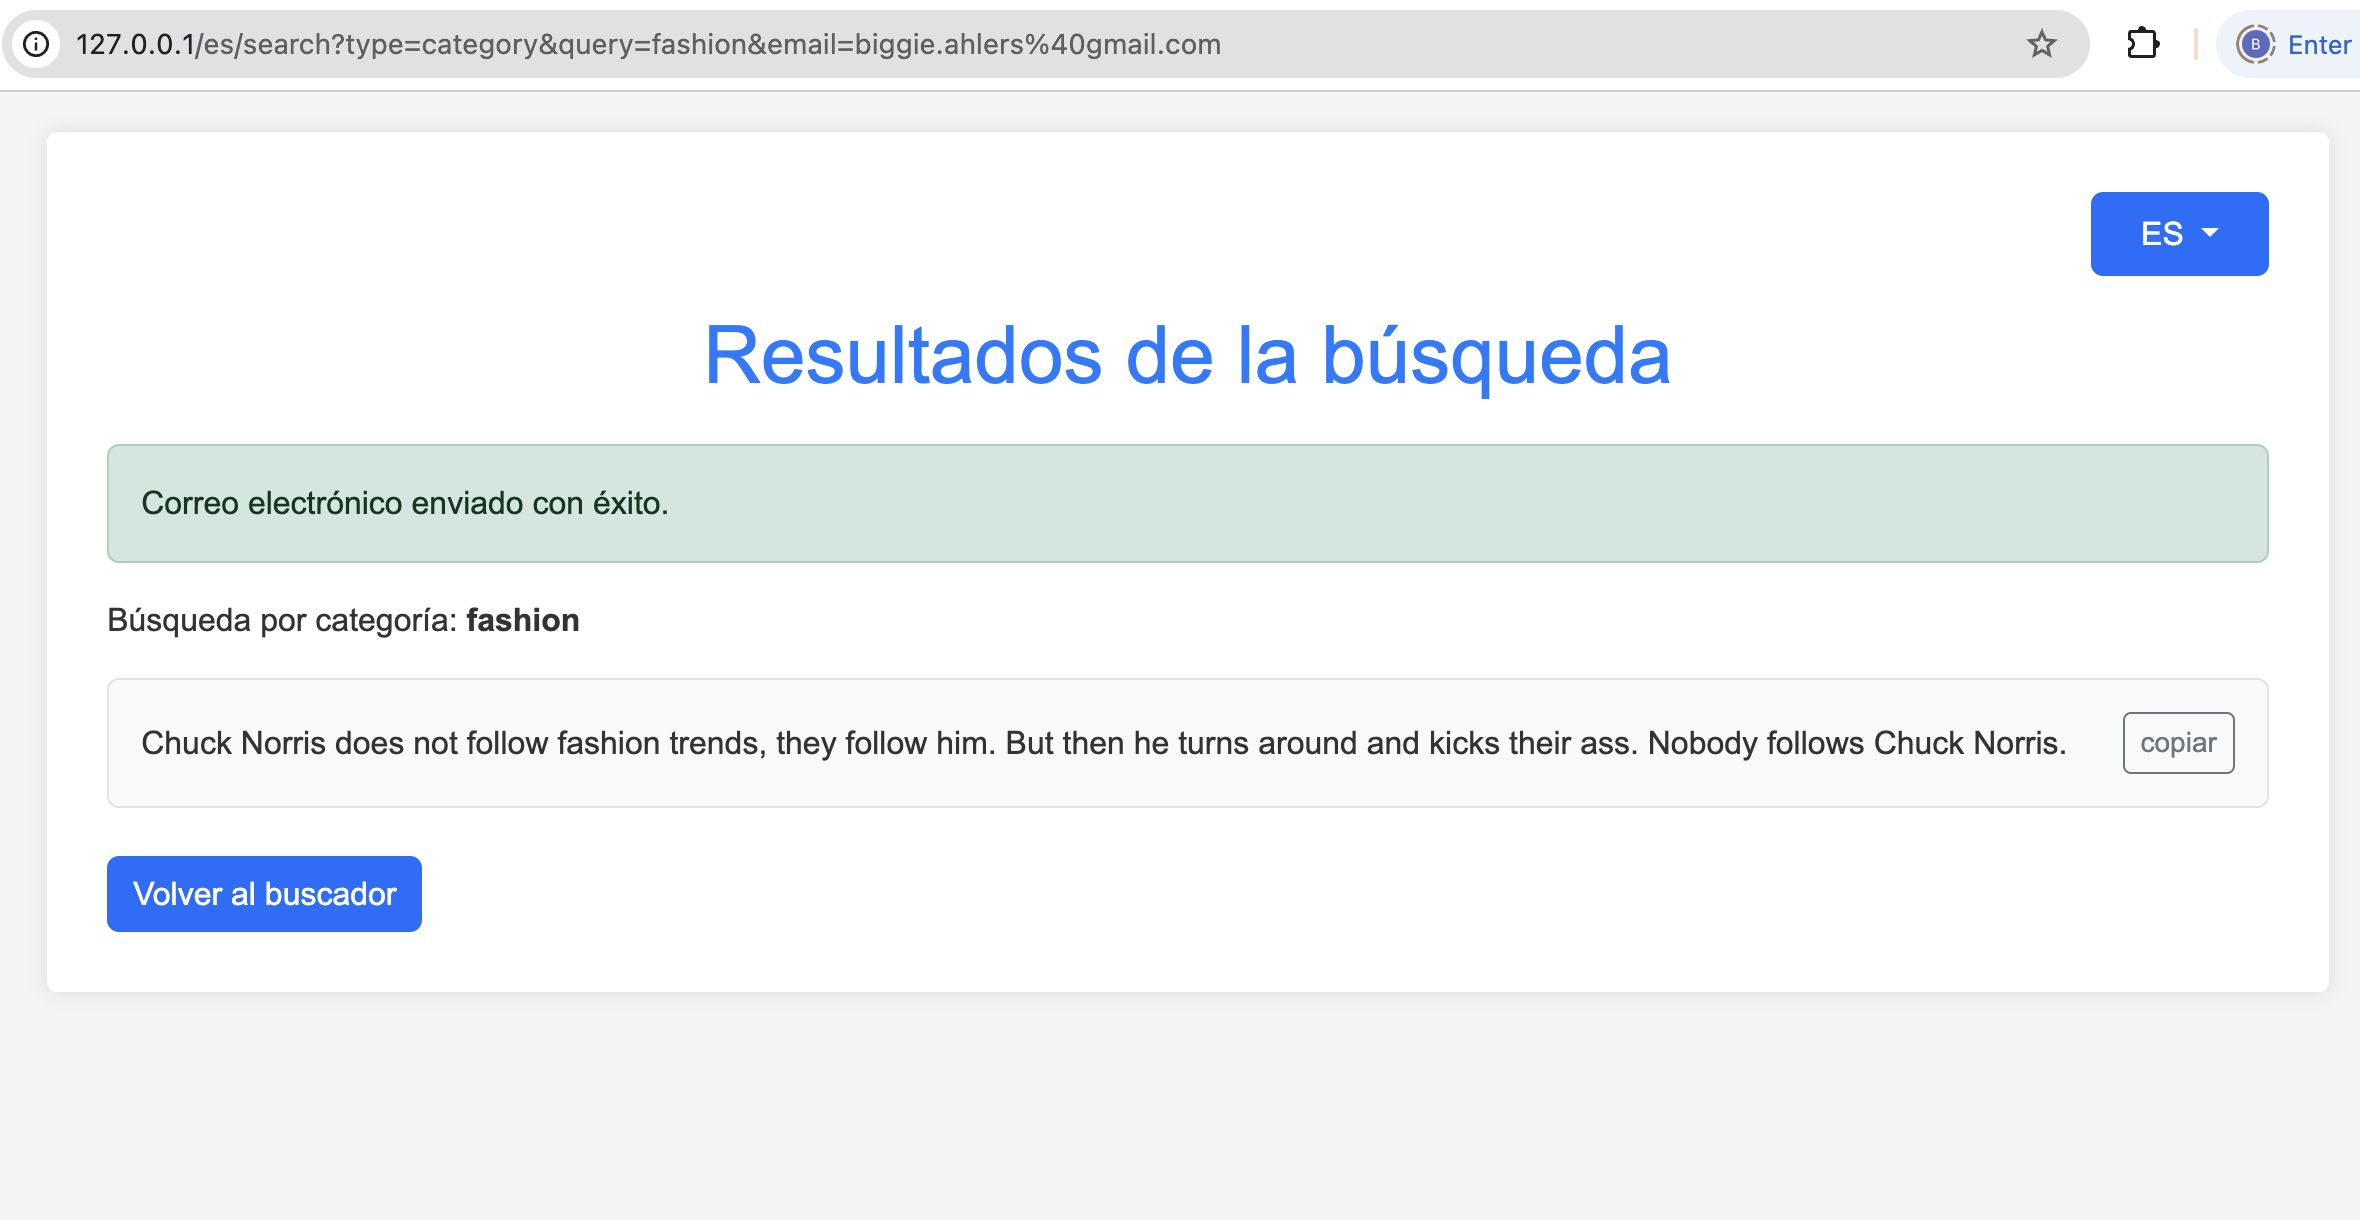 127.0.0.1/es/search?type=category&query=fashion&email=biggie.ahlers%40gmail.com
B Enter
ES
Resultados de la búsqueda
Correo electrónico enviado con éxito.
Búsqueda por categoría: fashion
Chuck Norris does not follow fashion trends, they follow him. But then he turns around and kicks their ass. Nobody follows Chuck Norris.
copiar
Volver al buscador